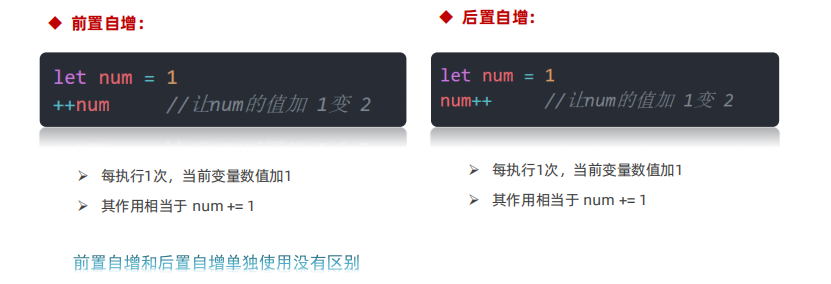 ◆ 前置自增：
let num = 1
++num //让num的值加 1变 2
➢ 每执行1次，当前变量数值加1
➢ 其作用相当于 num += 1
前置自增和后置自增单独使用没有区别
◆ 后置自增：
let num = 1
num++ //让num的值加 1变 2
➢ 每执行1次，当前变量数值加1
➢ 其作用相当于 num += 1